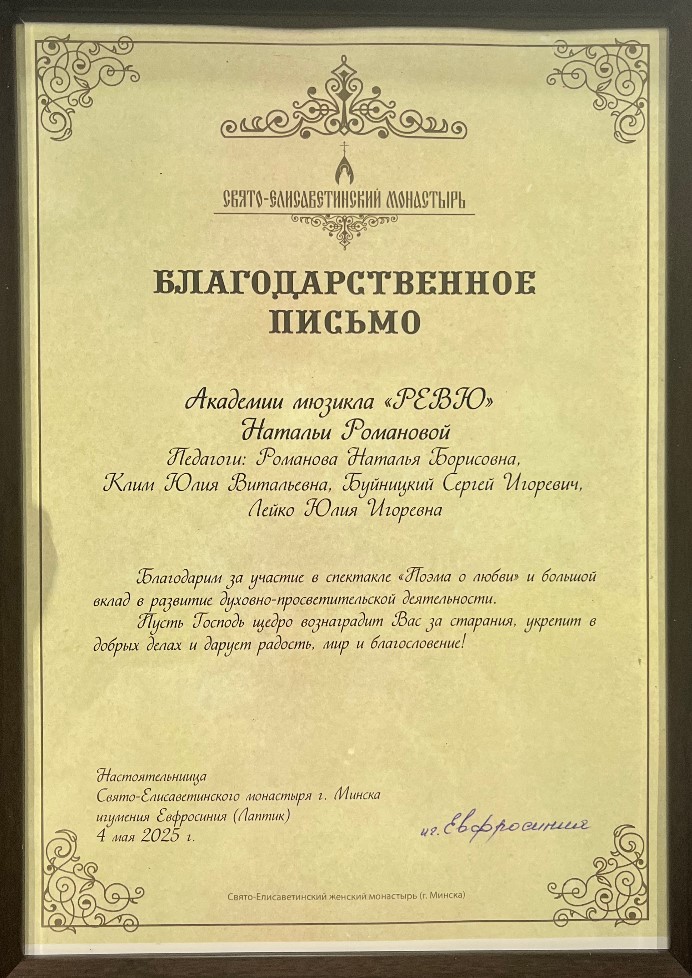 СВЯТО-ЕЛИСАВЕТИНСКИЙ МОНАСТЫРЬ
БЛАГОДАРСТВЕННОЕ
ПИСЬМО
Академии мюзикла «РЕВЮ»
Натальи Романовой
Педагоги: Романова Наталья Борисовна,
Клим Юлия Витальевна, Буйницкий Сергей Игоревич,
Лейко Юлия Игоревна
Благодарим за участие в спектакле «Поэма о любви» и большой
вклад в развитие духовно-просветительской деятельности.
Пусть Господь щедро вознаградит Вас за старания, укрепит в
добрых делах и дарует радость, мир и благословение!
Настоятельниица
Свято-Елисаветинского монастыря г. Минска
игумения Евфросиния (Лаптик)
4 мая 2025 г.
иг. Евфросиния
Свято-Елисаветинский женский монастырь (г. Минска)